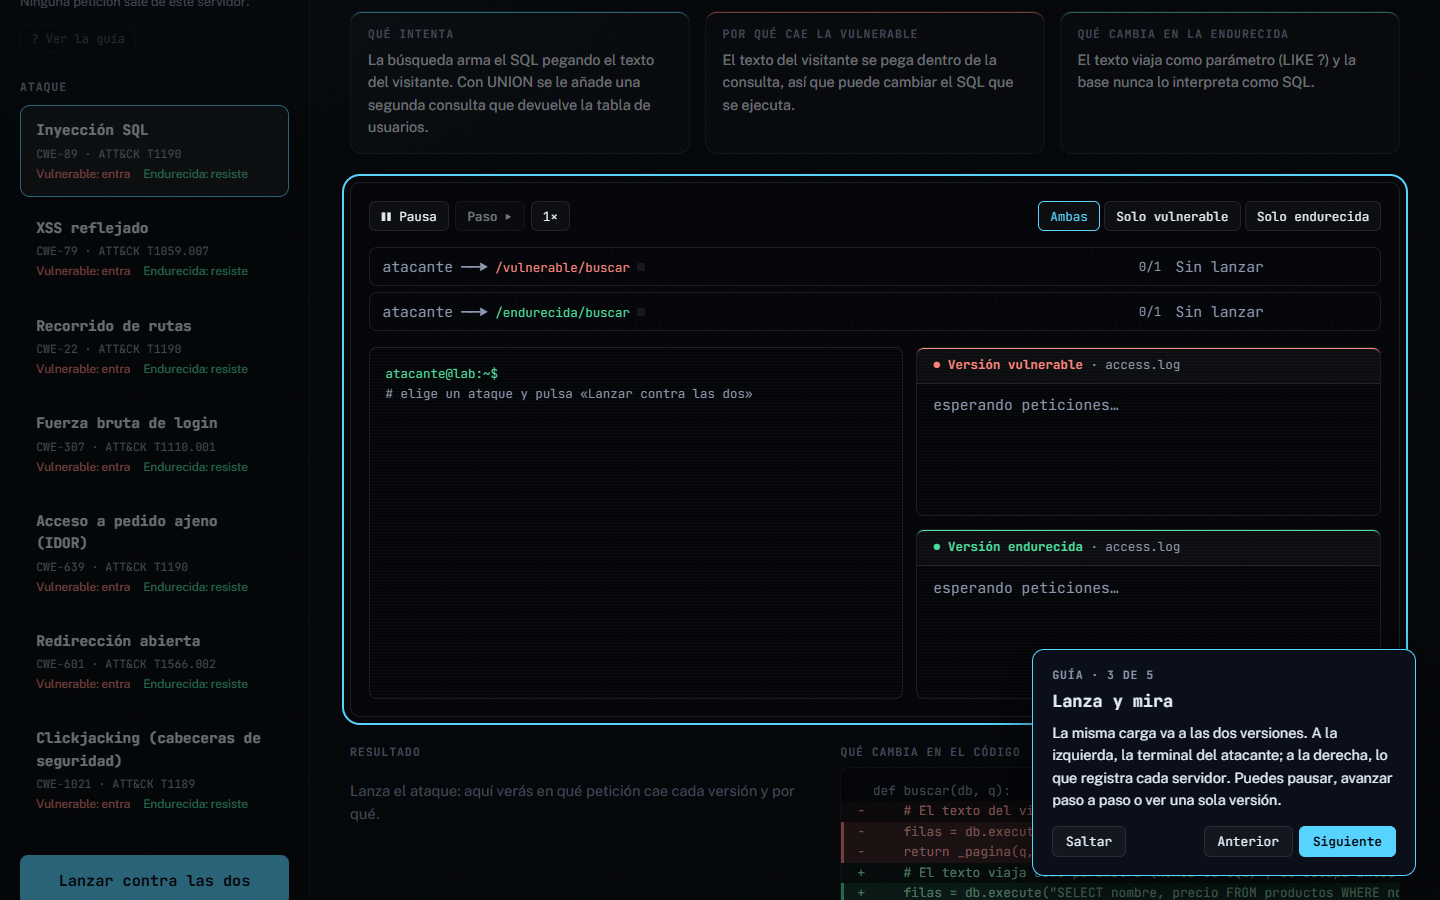 Ninguna petición sale de este servidor.
? Ver la guía
ATAQUE
Inyección SQL
CWE-89 · ATT&CK T1190
Vulnerable: entra Endurecida: resiste
XSS reflejado
CWE-79 · ATT&CK T1059.007
Vulnerable: entra Endurecida: resiste
Recorrido de rutas
CWE-22 · ATT&CK T1190
Vulnerable: entra Endurecida: resiste
Fuerza bruta de login
CWE-307 · ATT&CK T1110.001
Vulnerable: entra Endurecida: resiste
Acceso a pedido ajeno
(IDOR)
CWE-639 · ATT&CK T1190
Vulnerable: entra Endurecida: resiste
Redirección abierta
CWE-601 · ATT&CK T1566.002
Vulnerable: entra Endurecida: resiste
Clickjacking (cabeceras de
seguridad)
CWE-1021 · ATT&CK T1189
Vulnerable: entra Endurecida: resiste
Lanzar contra las dos
QUÉ INTENTA
La búsqueda arma el SQL pegando el texto
del visitante. Con UNION se le añade una
segunda consulta que devuelve la tabla de
usuarios.
POR QUÉ CAE LA VULNERABLE
El texto del visitante se pega dentro de la
consulta, así que puede cambiar el SQL que
se ejecuta.
QUÉ CAMBIA EN LA ENDURECIDA
El texto viaja como parámetro (LIKE ?) y la
base nunca lo interpreta como SQL.
Pausa Paso ▸ 1× Ambas Solo vulnerable Solo endurecida
atacante → /vulnerable/buscar 0/1 Sin lanzar
atacante → /endurecida/buscar 0/1 Sin lanzar
atacante@lab:~$
# elige un ataque y pulsa «Lanzar contra las dos»
● Versión vulnerable · access.log
esperando peticiones…
● Versión endurecida · access.log
esperando peticiones…
GUÍA · 3 DE 5
Lanza y mira
La misma carga va a las dos versiones. A la
izquierda, la terminal del atacante; a la derecha, lo
que registra cada servidor. Puedes pausar, avanzar
paso a paso o ver una sola versión.
Saltar Anterior Siguiente
RESULTADO
Lanza el ataque: aquí verás en qué petición cae cada versión y por
qué.
QUÉ CAMBIA EN EL CÓDIGO
def buscar(db, q):
- # El texto del vi
- filas = db.execut
- return _pagina(q,
+ # El texto viaja
+ filas = db.execute("SELECT nombre, precio FROM productos WHERE no